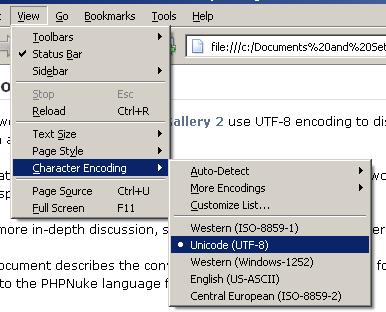 View Go Bookmarks Tools Help
Toolbars
Status Bar
Sidebar
Stop Esc
Reload Ctrl+R
Text Size
Page Style
Character Encoding
Page Source Ctrl+U
Full Screen F11
Auto-Detect
More Encodings
Customize List...
Western (ISO-8859-1)
Unicode (UTF-8)
Western (Windows-1252)
English (US-ASCII)
Central European (ISO-8859-2)
file:///c:/Documents%20and%20Set
allery 2 use UTF-8 encoding to di
more in-depth discussion, s
ocument describes the con
to the PHPNuke language f